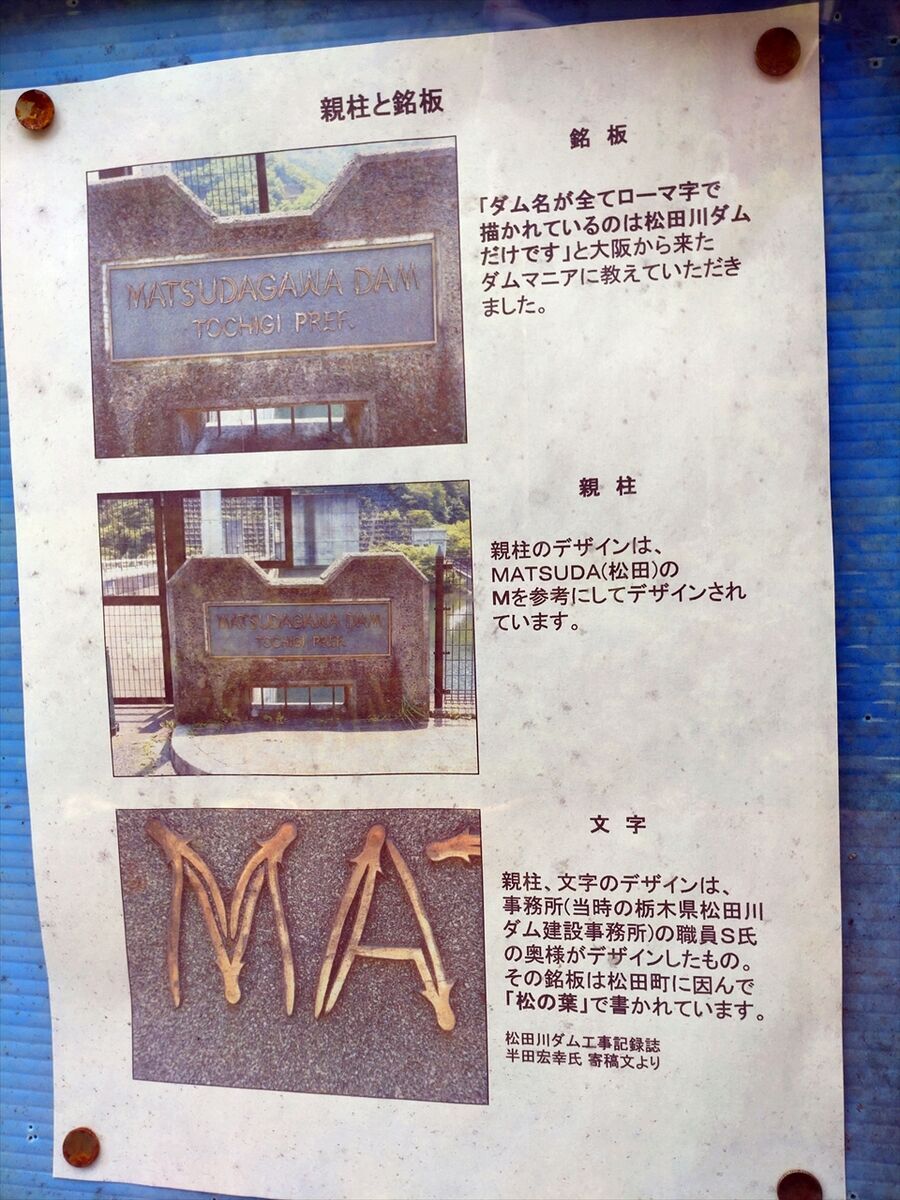 親柱と銘板
銘 板
MATSUDAGAWA DAM
TOCHIGI PREF.
「ダム名が全てローマ字で
描かれているのは松田川ダム
だけです」と大阪から来た
ダムマニアに教えていただき
ました。
親 柱
MATSUDAGAWA DAM
TOCHIGI PREF.
親柱のデザインは、
MATSUDA(松田)の
Mを参考にしてデザインされ
ています。
文 字
MA
親柱、文字のデザインは、
事務所(当時の栃木県松田川
ダム建設事務所)の職員S氏
の奥様がデザインしたもの。
その銘板は松田町に因んで
「松の葉」で書かれています。
松田川ダム工事記録誌
半田宏幸氏 寄稿文より